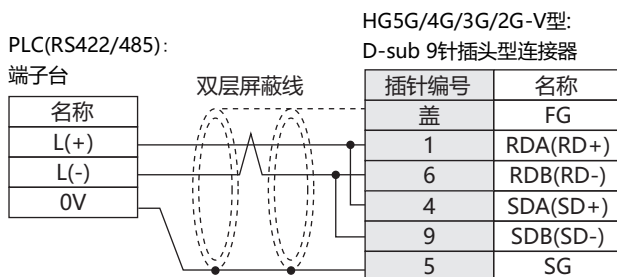 HG5G/4G/3G/2G-V型:
D-sub 9针插头型连接器
PLC(RS422/485):
端子台
双层屏蔽线
名称
L(+)
L(-)
0V
插针编号 名称
盖 FG
1 RDA(RD+)
6 RDB(RD-)
4 SDA(SD+)
9 SDB(SD-)
5 SG